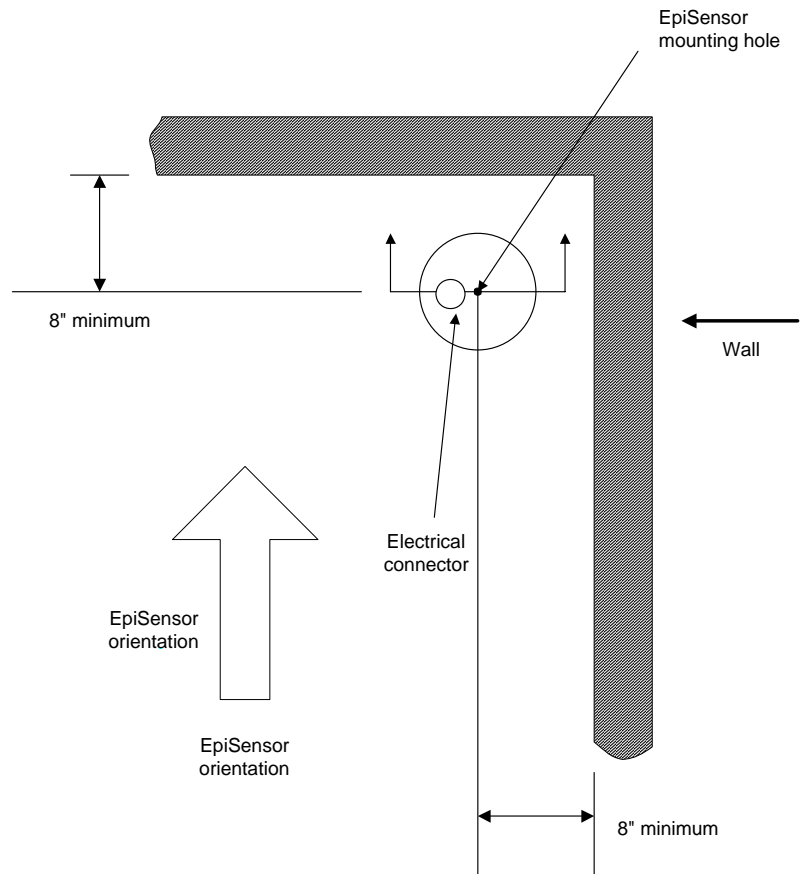 EpiSensor
mounting hole
8" minimum
Wall
Electrical
connector
EpiSensor
orientation
EpiSensor
orientation
8" minimum